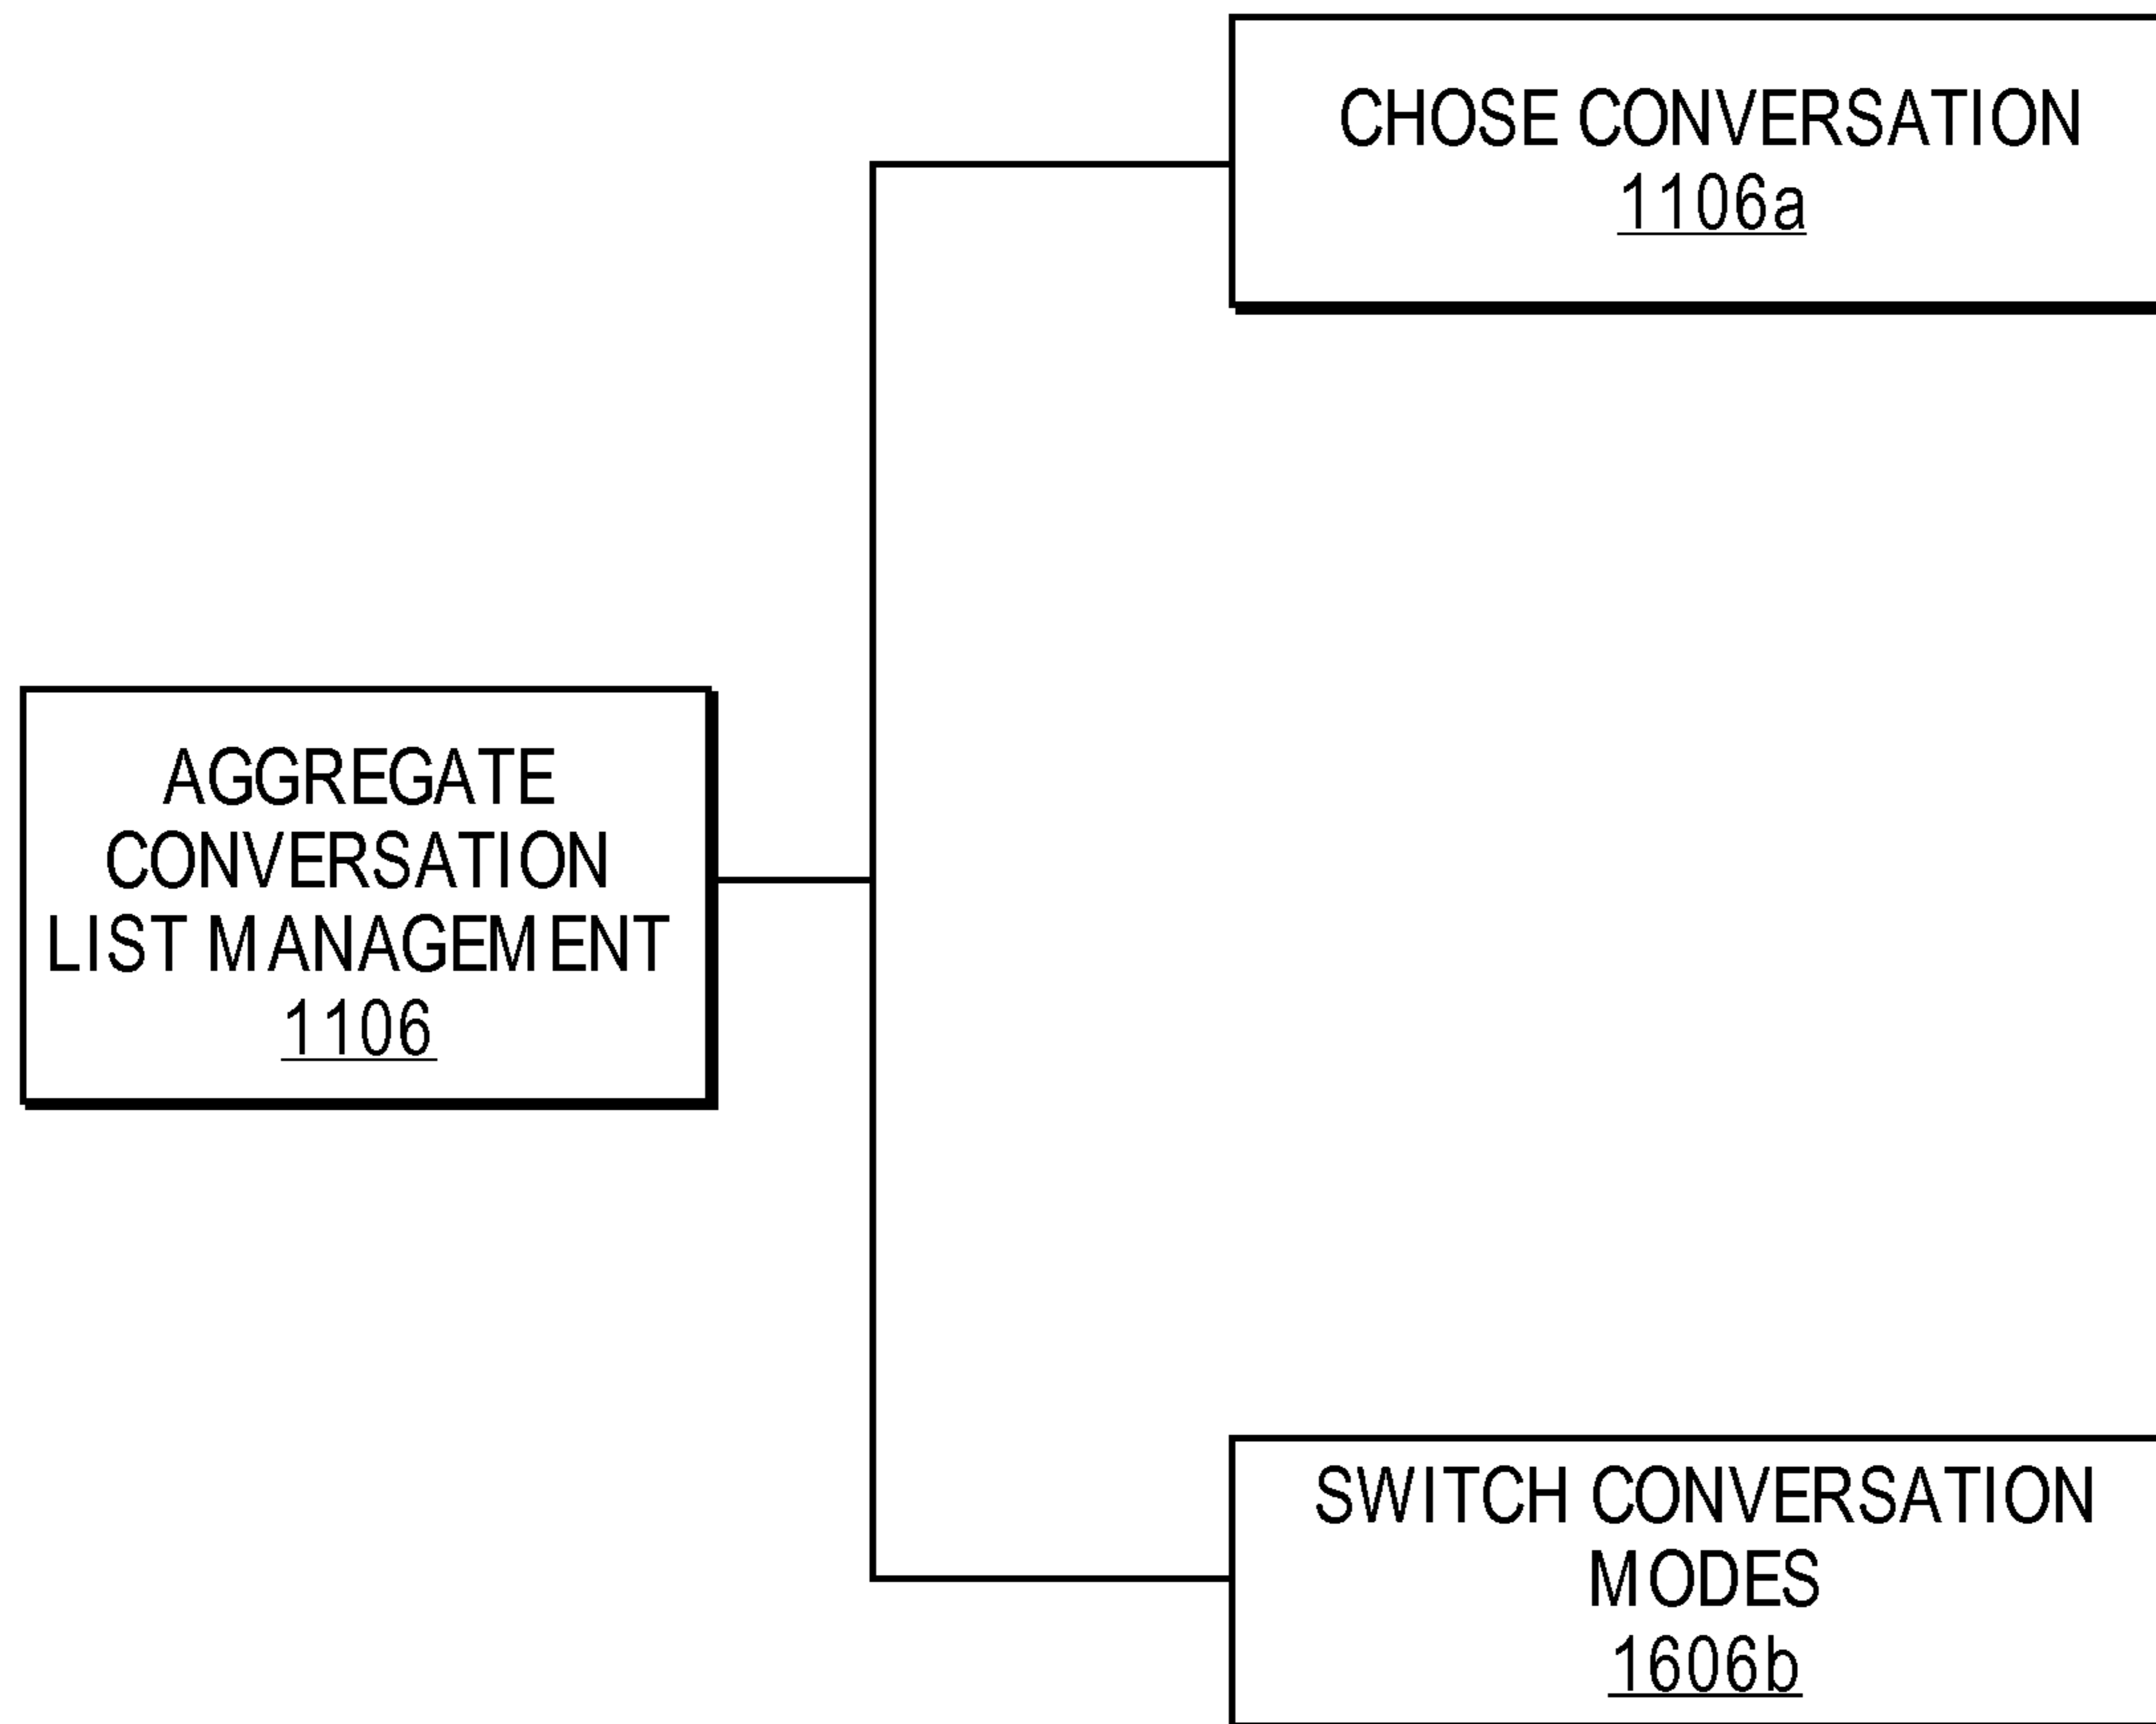 CHOSE CONVERSATION
1106a
AGGREGATE
CONVERSATION
LIST MANAGEMENT
1106
SWITCH CONVERSATION
MODES
1606b